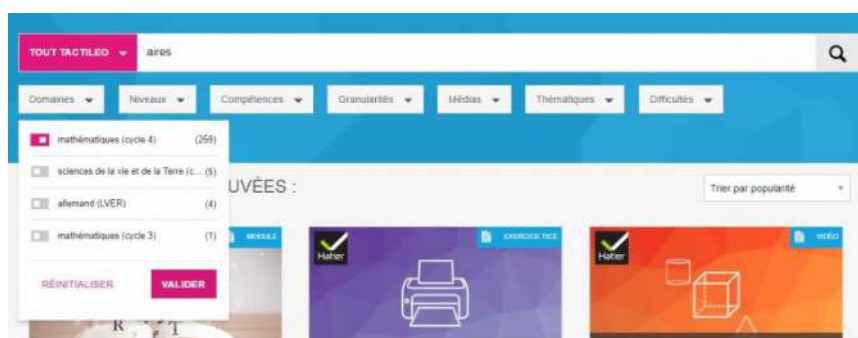 TOUT TACTILEO
aires
Domaines
Niveaux
Compétences
Granularités
Médias
Thématiques
Difficultés
mathématiques (cycle 4) (259)
sciences de la vie et de la Terre (c... (5)
allemand (LVER) (4)
mathématiques (cycle 3) (1)
RÉINITIALISER
VALIDER
UVÉES :
Trier par popularité
MODULE
Hatier
EXERCICE TICE
Hatier
VIDÉO
R T